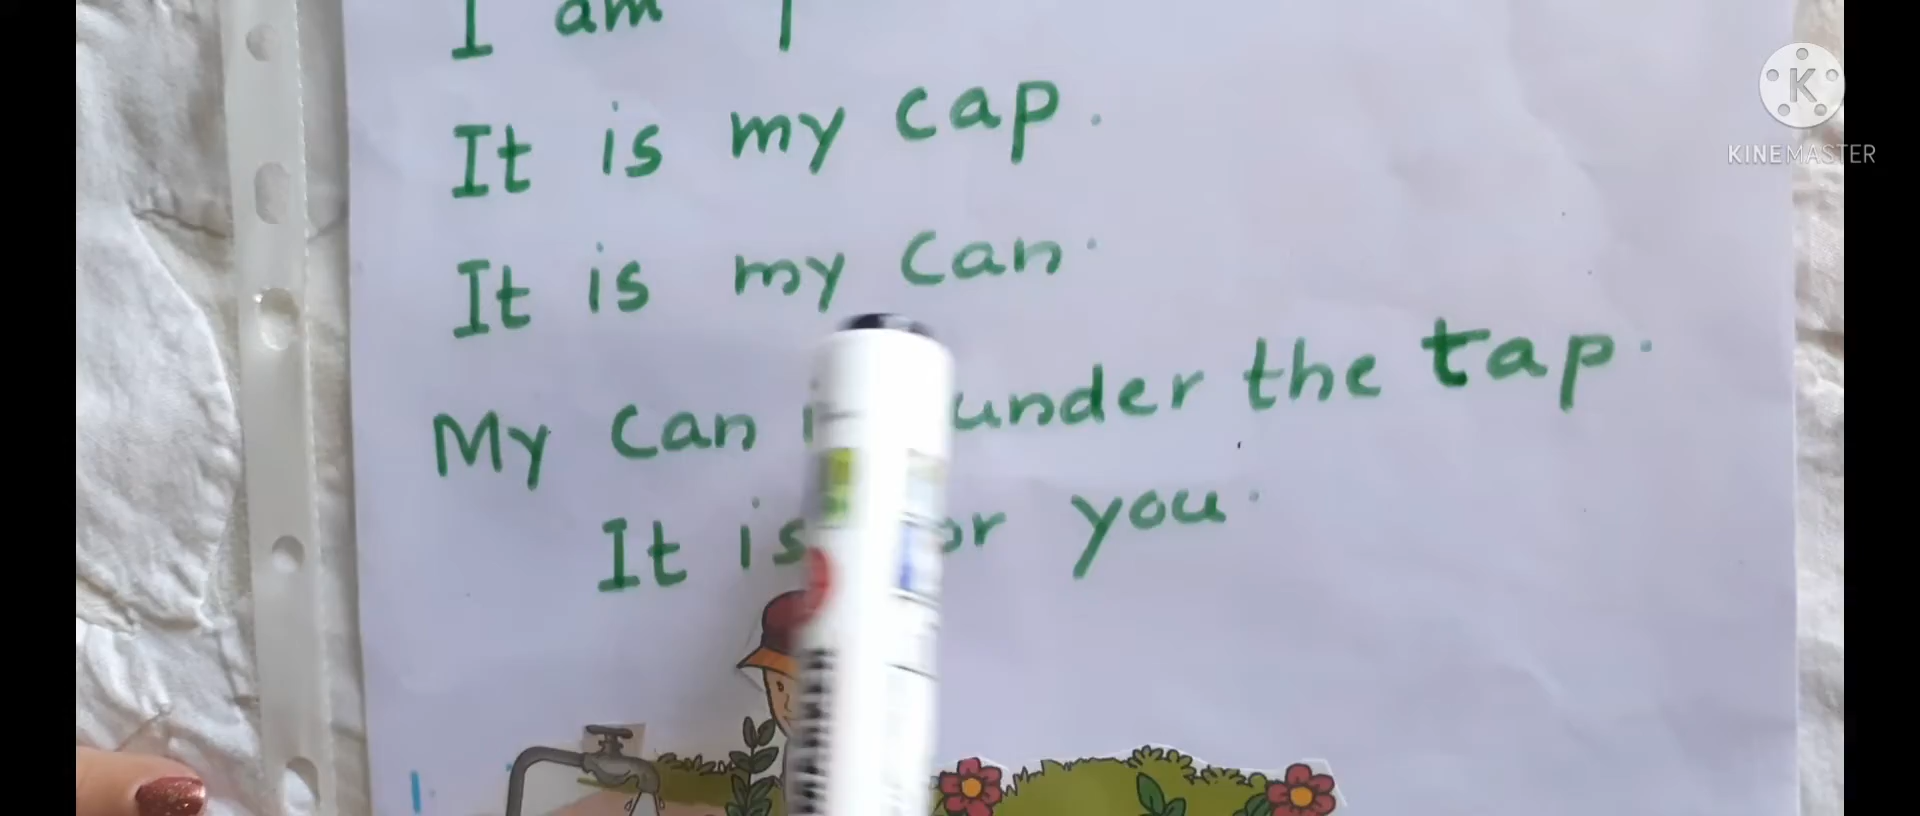 I am
It is my cap.
It is my can.
My can under the tap.
It is you.
KINEMASTER